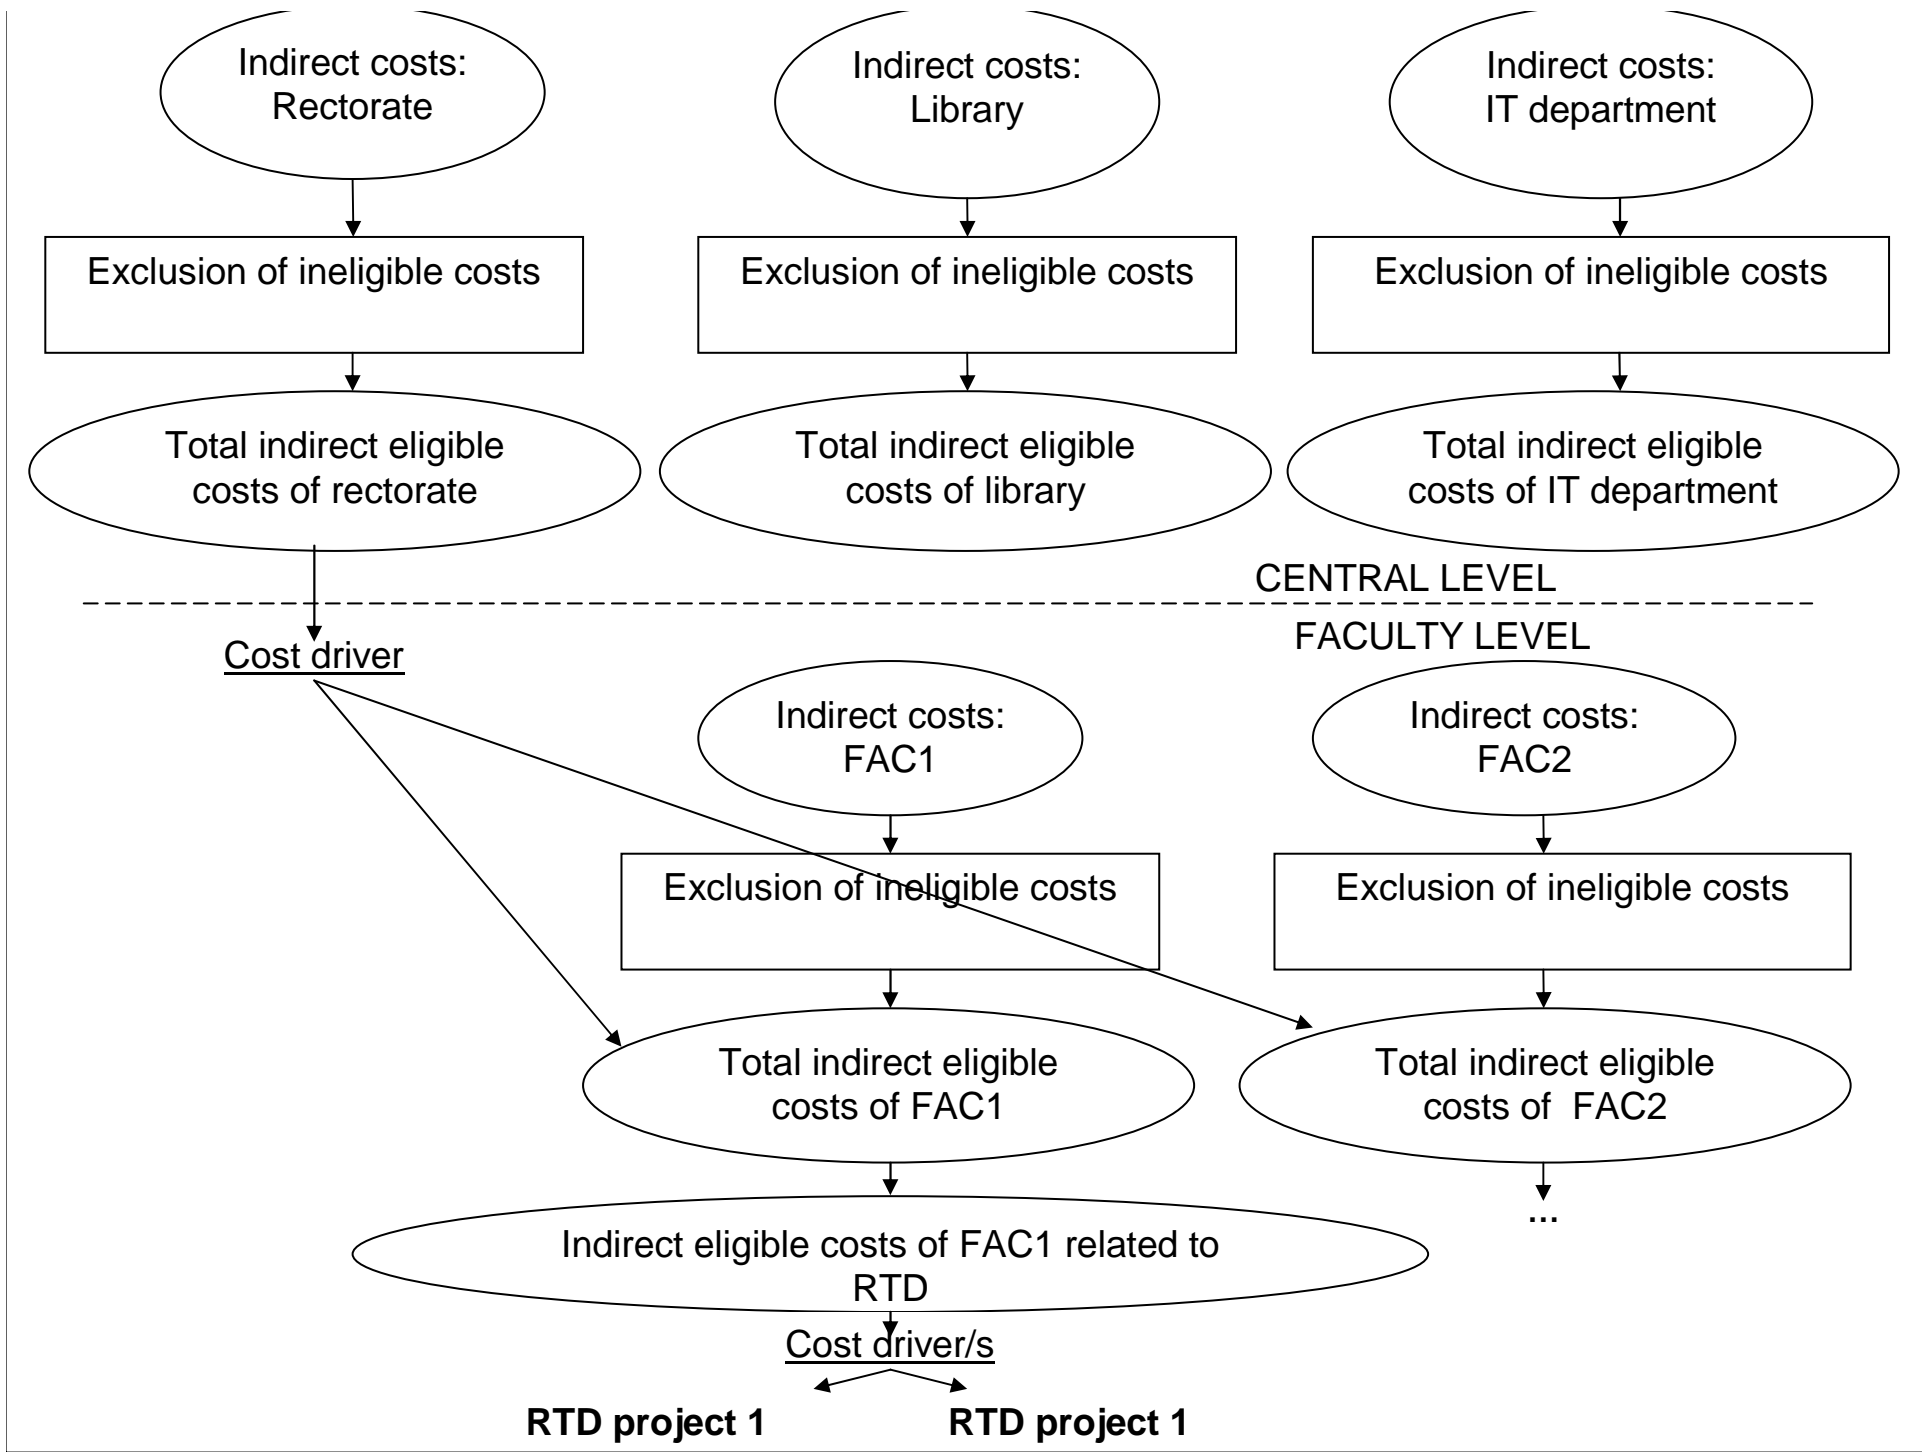 Indirect costs:
Rectorate
Indirect costs:
Library
Indirect costs:
IT department
Exclusion of ineligible costs
Exclusion of ineligible costs
Exclusion of ineligible costs
Total indirect eligible
costs of rectorate
Total indirect eligible
costs of library
Total indirect eligible
costs of IT department
CENTRAL LEVEL
FACULTY LEVEL
Cost driver
Indirect costs:
FAC1
Indirect costs:
FAC2
Exclusion of ineligible costs
Exclusion of ineligible costs
Total indirect eligible
costs of FAC1
Total indirect eligible
costs of  FAC2
...
Indirect eligible costs of FAC1 related to
RTD
Cost driver/s
RTD project 1
RTD project 1